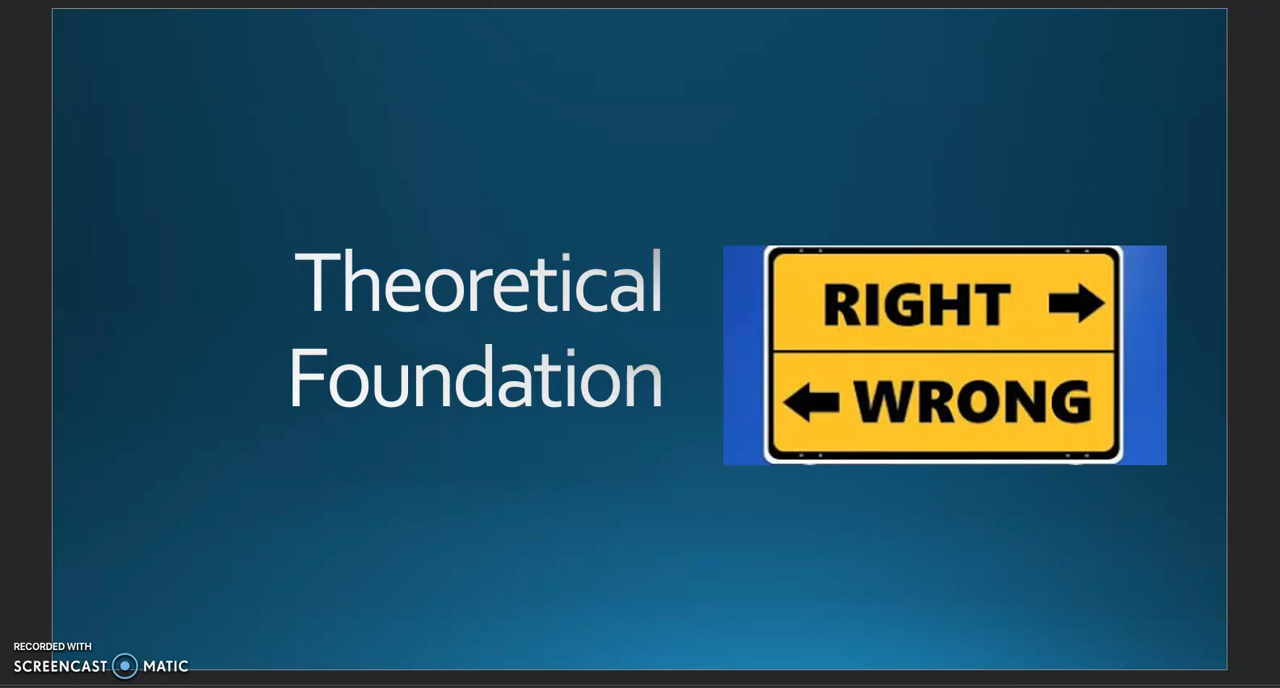 Theoretical
Foundation
RIGHT
WRONG
RECORDED WITH
SCREENCAST MATIC